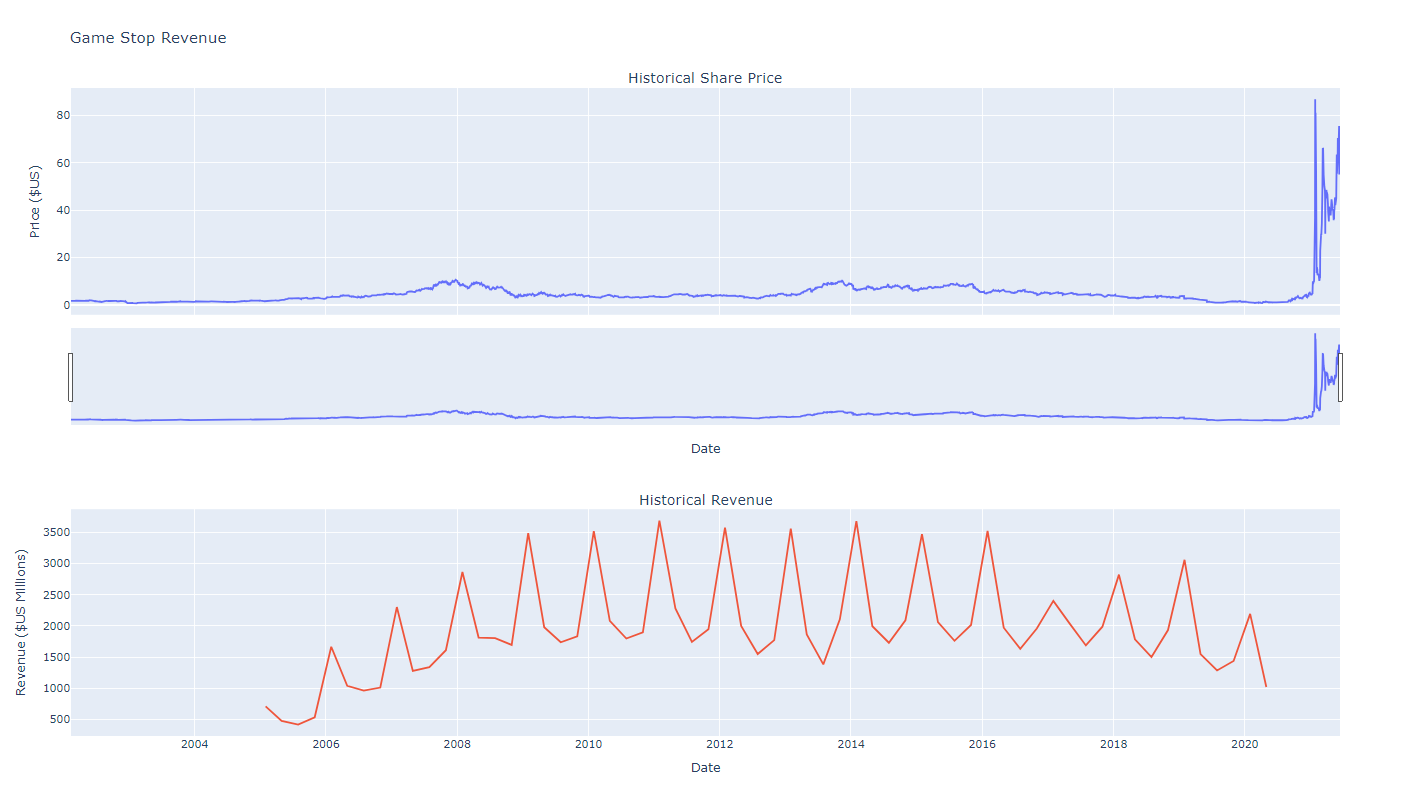 Game Stop Revenue
Historical Share Price
Price ($US)
80
60
40
20
0
Date
Historical Revenue
Revenue ($US Millions)
3500
3000
2500
2000
1500
1000
500
2004 2006 2008 2010 2012 2014 2016 2018 2020
Date